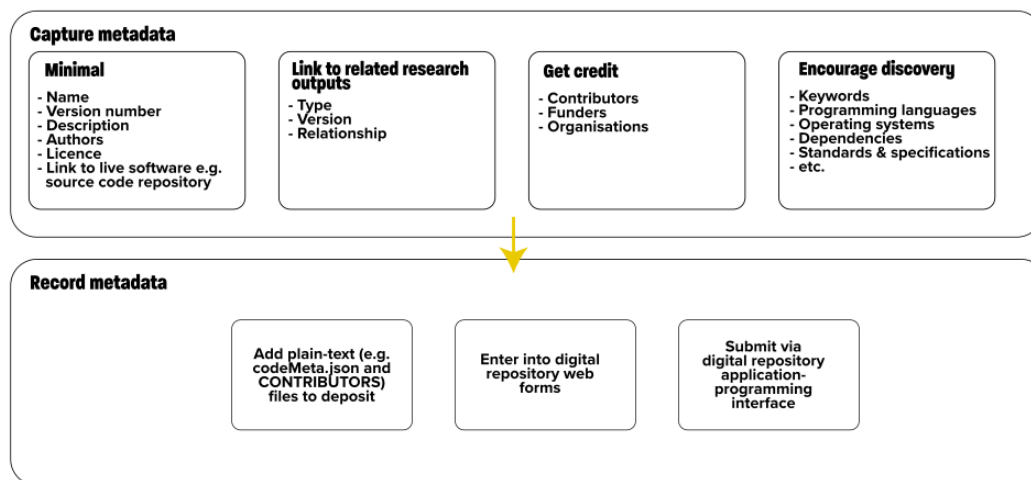 Capture metadata
Minimal
- Name
- Version number
- Description
- Authors
- Licence
- Link to live software e.g.
source code repository
Link to related research
outputs
- Type
- Version
- Relationship
Get credit
- Contributors
- Funders
- Organisations
Encourage discovery
- Keywords
- Programming languages
- Operating systems
- Dependencies
- Standards & specifications
- etc.
Record metadata
Add plain-text (e.g.
codeMeta.json and
CONTRIBUTORS)
files to deposit
Enter into digital
repository web
forms
Submit via
digital repository
application-
programming
interface